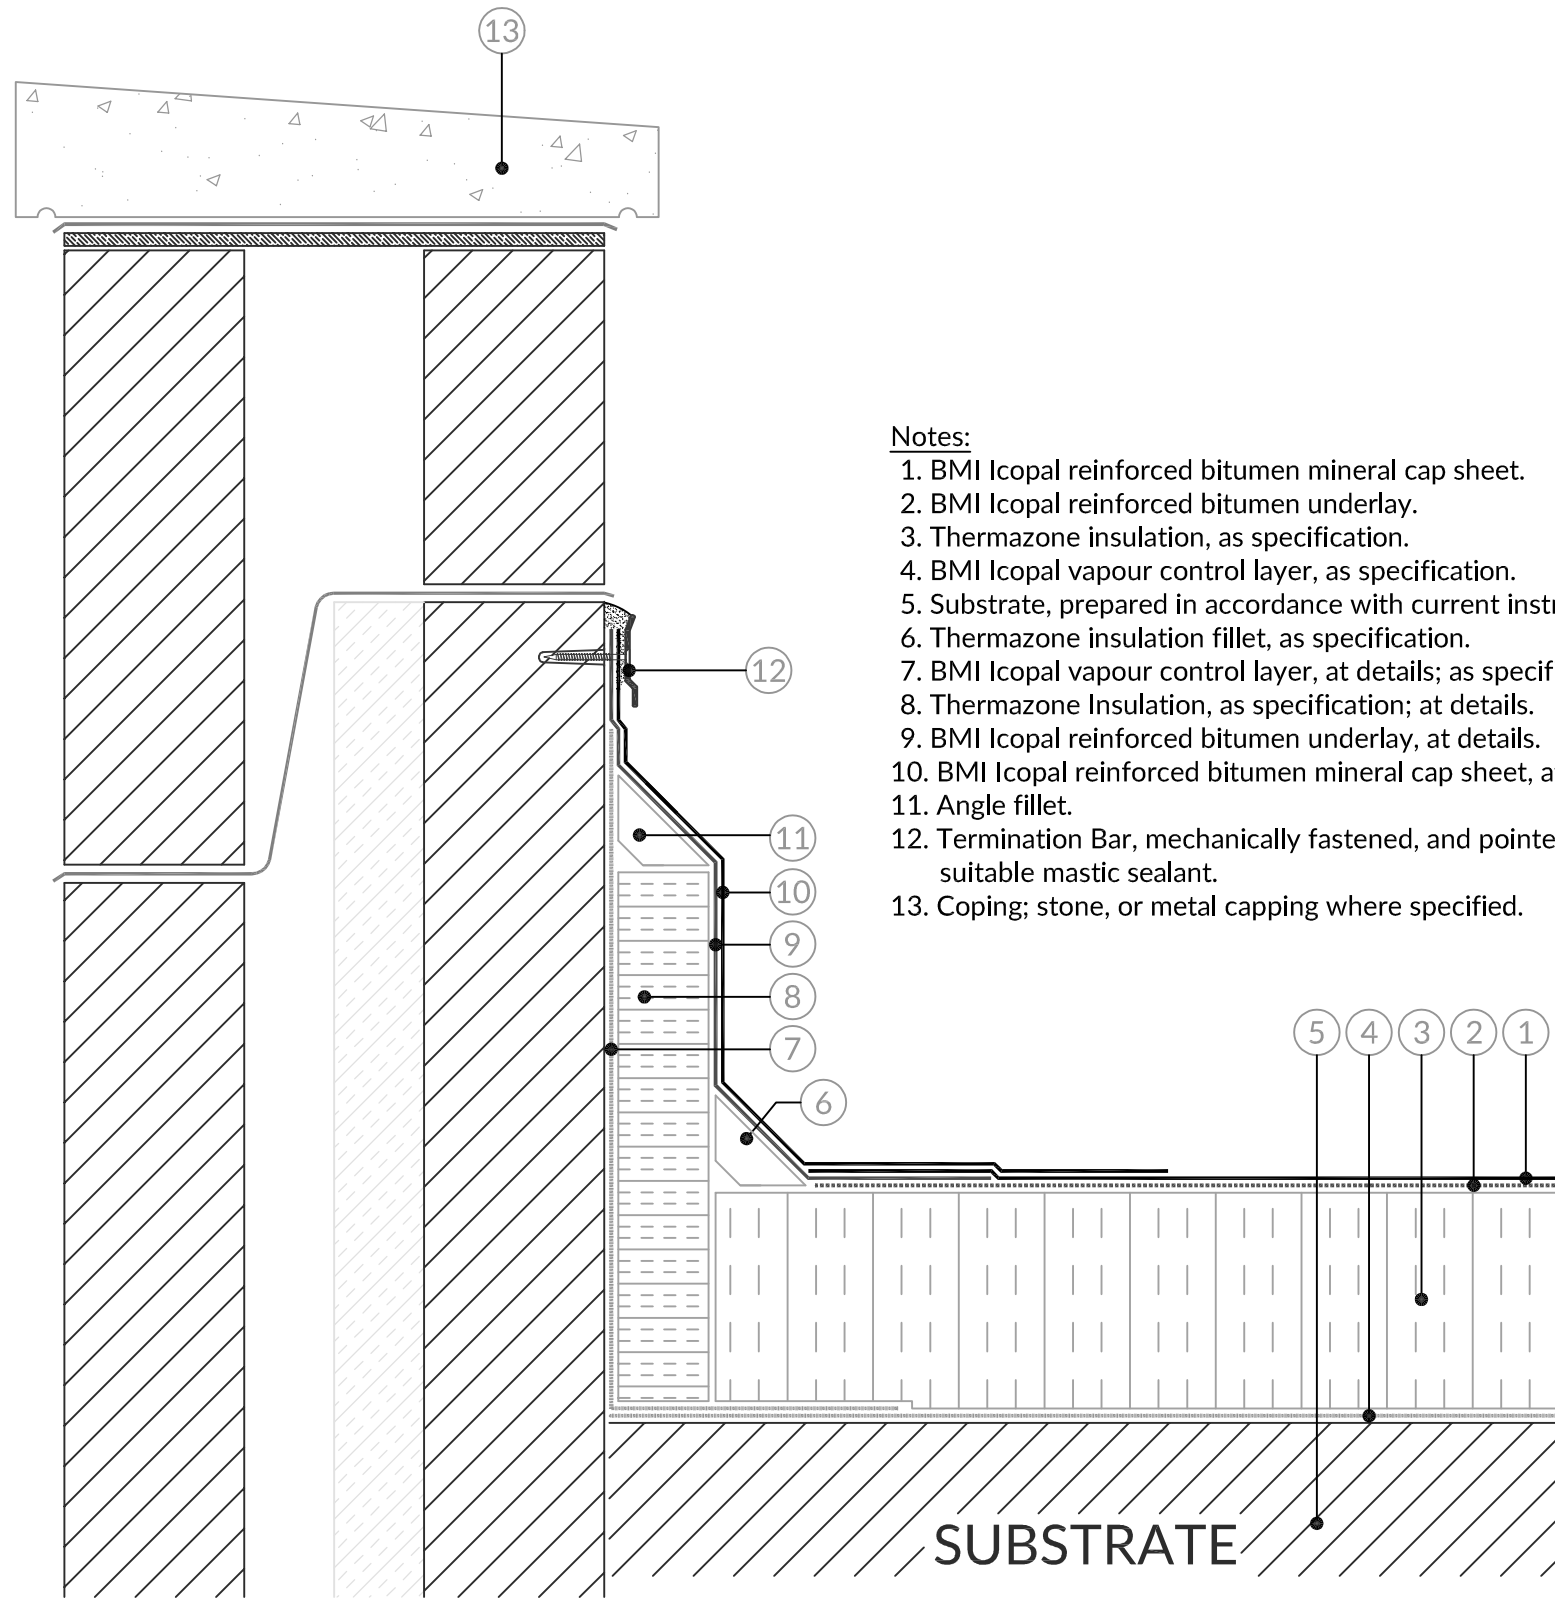 13
Notes:
1. BMI Icopal reinforced bitumen mineral cap sheet.
2. BMI Icopal reinforced bitumen underlay.
3. Thermazone insulation, as specification.
4. BMI Icopal vapour control layer, as specification.
5. Substrate, prepared in accordance with current
6. Thermazone insulation fillet, as specification.
7. BMI Icopal vapour control layer, at details; as
8. Thermazone Insulation, as specification; at details.
9. BMI Icopal reinforced bitumen underlay, at details.
10. BMI Icopal reinforced bitumen mineral cap sheet,
11. Angle fillet.
12. Termination Bar, mechanically fastened, and
suitable mastic sealant.
13. Coping; stone, or metal capping where specified.
12
11
10
9
8
7
6
5 4 3 2 1
SUBSTRATE